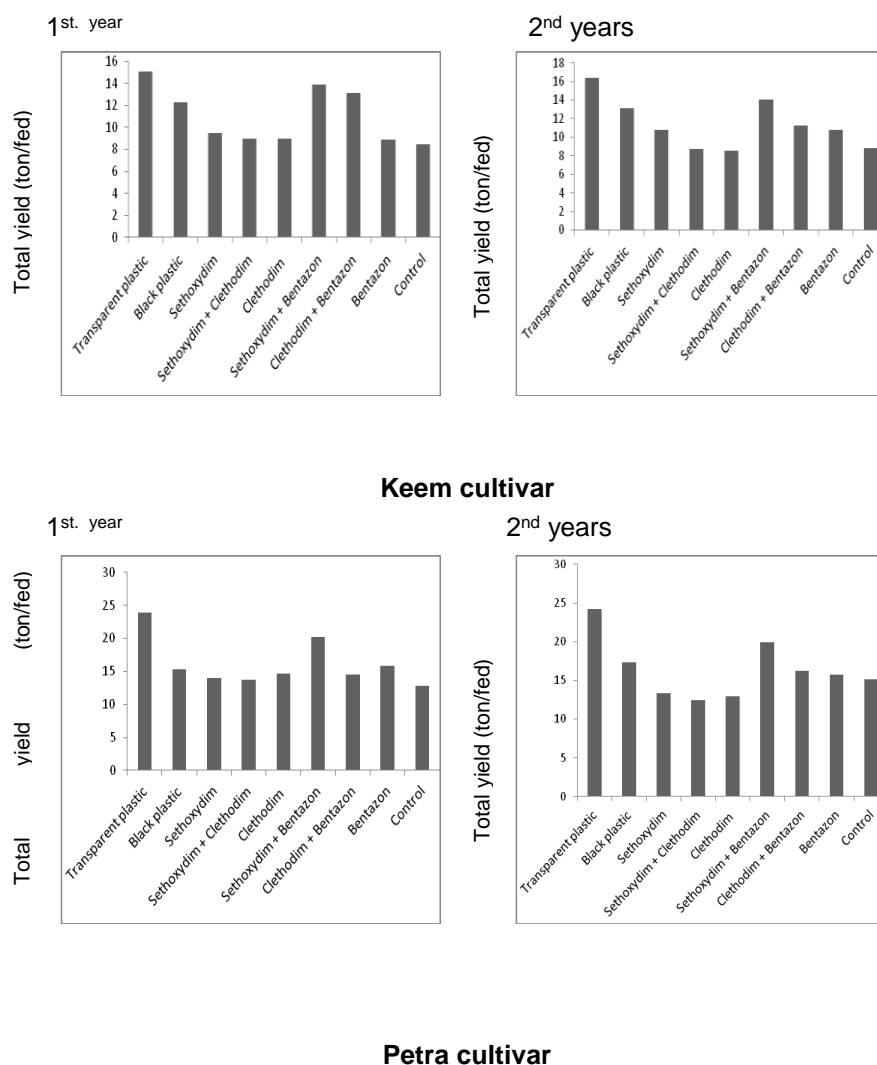 1st. year
2nd years
Total yield (ton/fed)
16
14
12
10
8
6
4
2
0
Transparent plastic
Black plastic
Sethoxydim
Sethoxydim + Clethodim
Clethodim
Sethoxydim + Bentazon
Clethodim + Bentazon
Bentazon
Control
Total yield (ton/fed)
18
16
14
12
10
8
6
4
2
0
Transparent plastic
Black plastic
Sethoxydim
Sethoxydim + Clethodim
Clethodim
Sethoxydim + Bentazon
Clethodim + Bentazon
Bentazon
Control
Keem cultivar
1st. year
2nd years
Total yield (ton/fed)
30
25
20
15
10
5
0
Transparent plastic
Black plastic
Sethoxydim
Sethoxydim + Clethodim
Clethodim
Sethoxydim + Bentazon
Clethodim + Bentazon
Bentazon
Control
Total yield (ton/fed)
30
25
20
15
10
5
0
Transparent plastic
Black plastic
Sethoxydim
Sethoxydim + Clethodim
Clethodim
Sethoxydim + Bentazon
Clethodim + Bentazon
Bentazon
Control
Petra cultivar